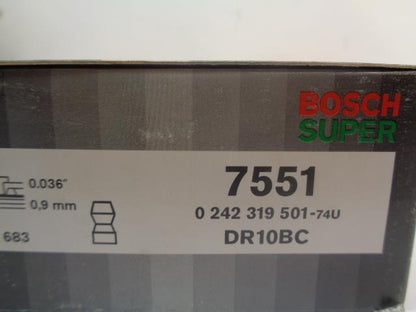 BOSCH
SUPER
7551
0.036"
0,9 mm
0 242 319 501-74U
683
DR10BC